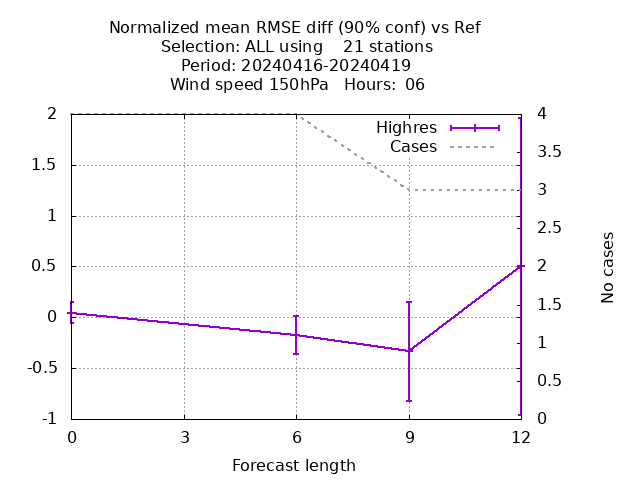 Normalized mean RMSE diff (90% conf) vs Ref
Selection: ALL using    21 stations
Period: 20240416-20240419
Wind speed 150hPa   Hours:  06
Highres
Cases
2
1.5
1
0.5
0
-0.5
-1
4
3.5
3
2.5
2
1.5
1
0.5
0
No cases
0 3 6 9 12
Forecast length